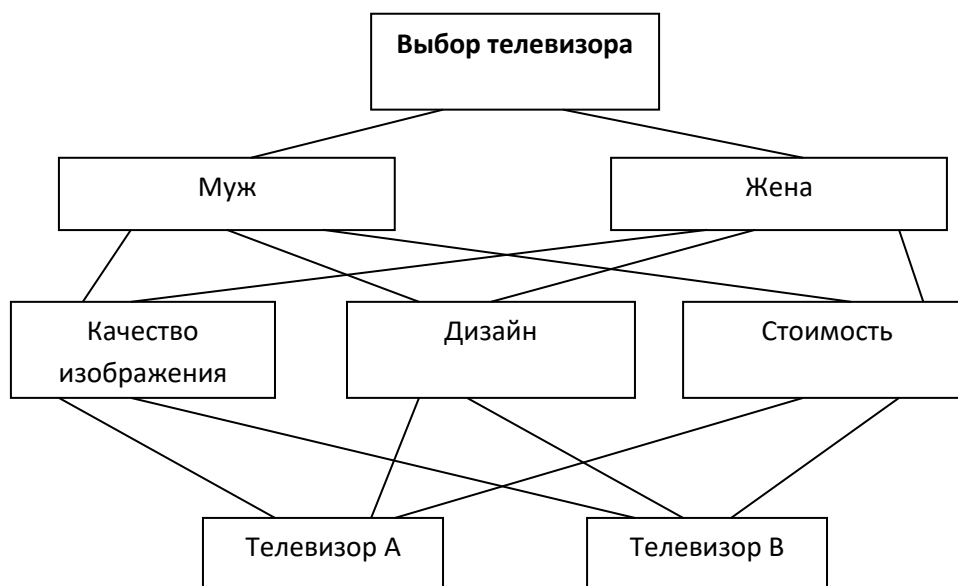 Выбор телевизора
Муж
Жена
Качество
изображения
Дизайн
Стоимость
Телевизор А
Телевизор В